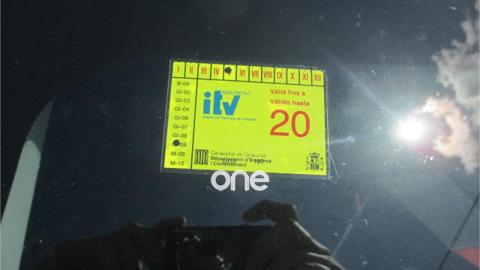 I II III IV VI VII VIII IX X XI XII
B-04
GI-02
GI-03
GI-04
GI-06
GI-07
GI-08
M-09
M-10
SEGURETAT
itv
Vàlid fins a
Válido hasta
20
Generalitat de Catalunya
Departament d'Empresa
i Coneixement
one